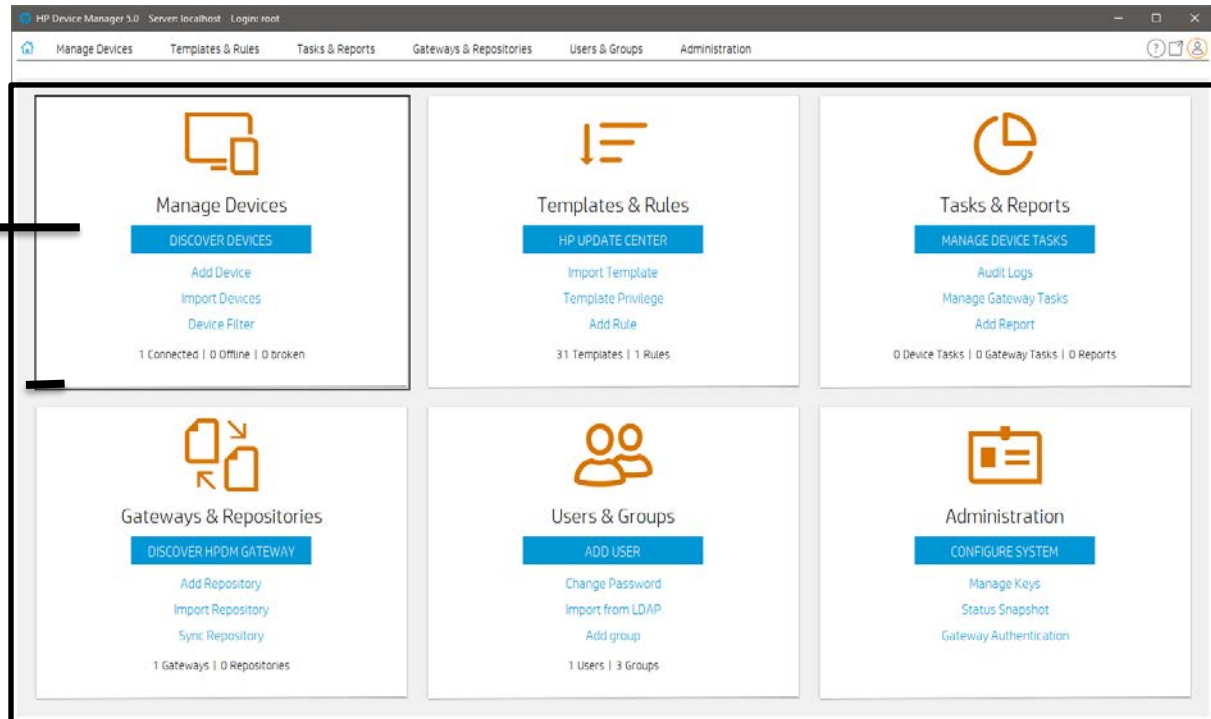 HP Device Manager 5.0 Server: localhost Login: root
Manage Devices Templates & Rules Tasks & Reports Gateways & Repositories Users & Groups Administration
Manage Devices
DISCOVER DEVICES
Add Device
Import Devices
Device Filter
1 Connected | 0 Offline | 0 broken
Templates & Rules
HP UPDATE CENTER
Import Template
Template Privilege
Add Rule
31 Templates | 1 Rules
Tasks & Reports
MANAGE DEVICE TASKS
Audit Logs
Manage Gateway Tasks
Add Report
0 Device Tasks | 0 Gateway Tasks | 0 Reports
Gateways & Repositories
DISCOVER HPDM GATEWAY
Add Repository
Import Repository
Sync Repository
1 Gateways | 0 Repositories
Users & Groups
ADD USER
Change Password
Import from LDAP
Add group
1 Users | 3 Groups
Administration
CONFIGURE SYSTEM
Manage Keys
Status Snapshot
Gateway Authentication